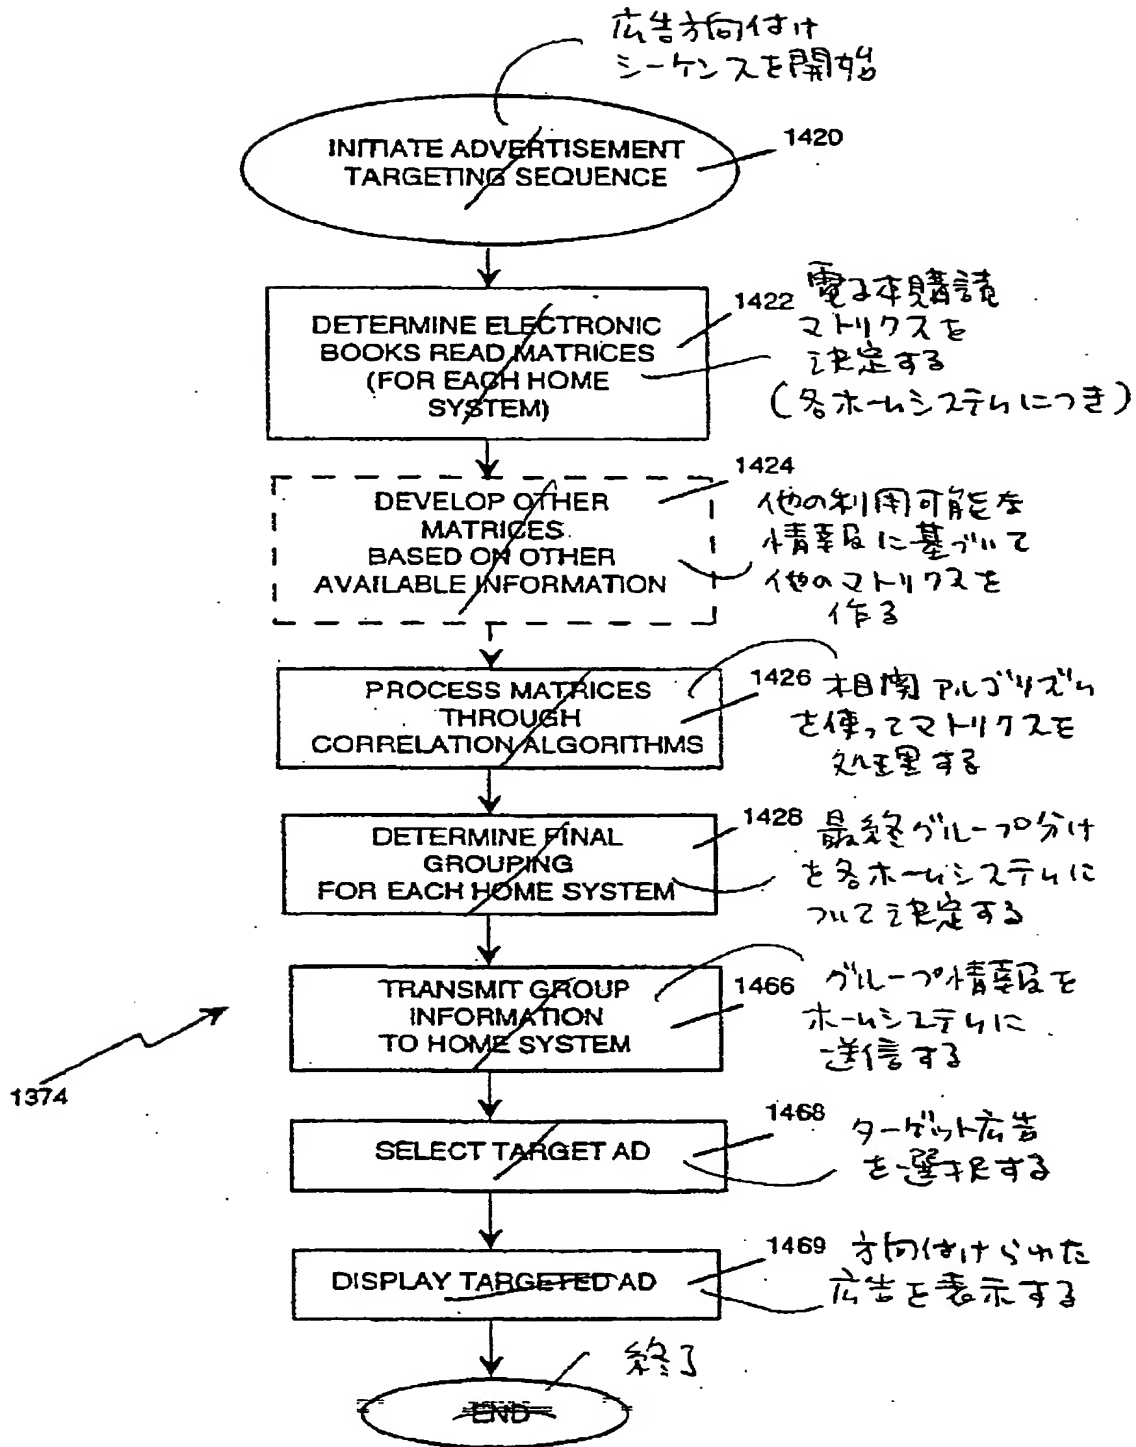 広告方向付け
シーケンスを開始
INITIATE ADVERTISEMENT
TARGETING SEQUENCE
1420
DETERMINE ELECTRONIC
BOOKS READ MATRICES
(FOR EACH HOME
SYSTEM)
1422
電子本購読
マトリクスを
決定する
(各ホームシステムにつき)
DEVELOP OTHER
MATRICES
BASED ON OTHER
AVAILABLE INFORMATION
1424
他の利用可能な
情報に基づいて
他のマトリクスを
作る
PROCESS MATRICES
THROUGH
CORRELATION ALGORITHMS
1426
相関アルゴリズム
を使ってマトリクスを
処理する
DETERMINE FINAL
GROUPING
FOR EACH HOME SYSTEM
1428
最終グループ分け
を各ホームシステムに
ついて決定する
TRANSMIT GROUP
INFORMATION
TO HOME SYSTEM
1466
グループ情報を
ホームシステムに
送信する
1374
SELECT TARGET AD
1468
ターゲット広告
を選択する
DISPLAY TARGETED AD
1469
方向付けられた
広告を表示する
END
終了